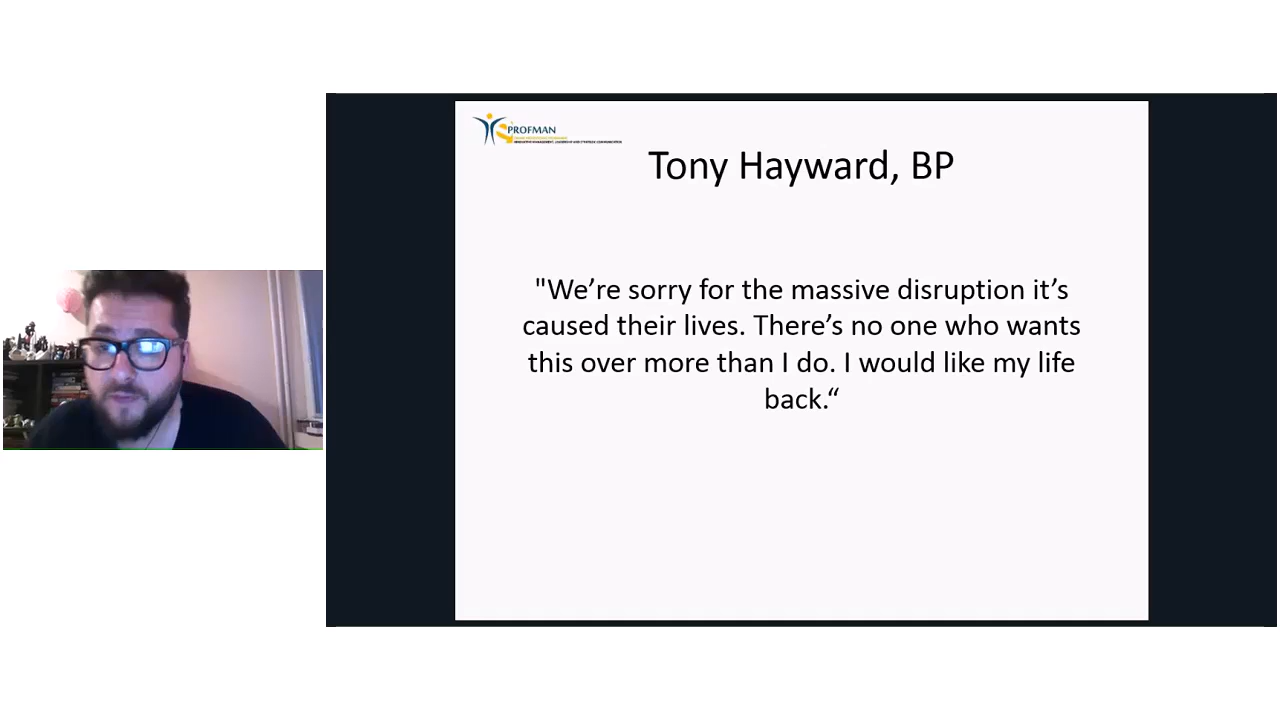 PROFMAN
Tony Hayward, BP
"We’re sorry for the massive disruption it’s
caused their lives. There’s no one who wants
this over more than I do. I would like my life
back.“